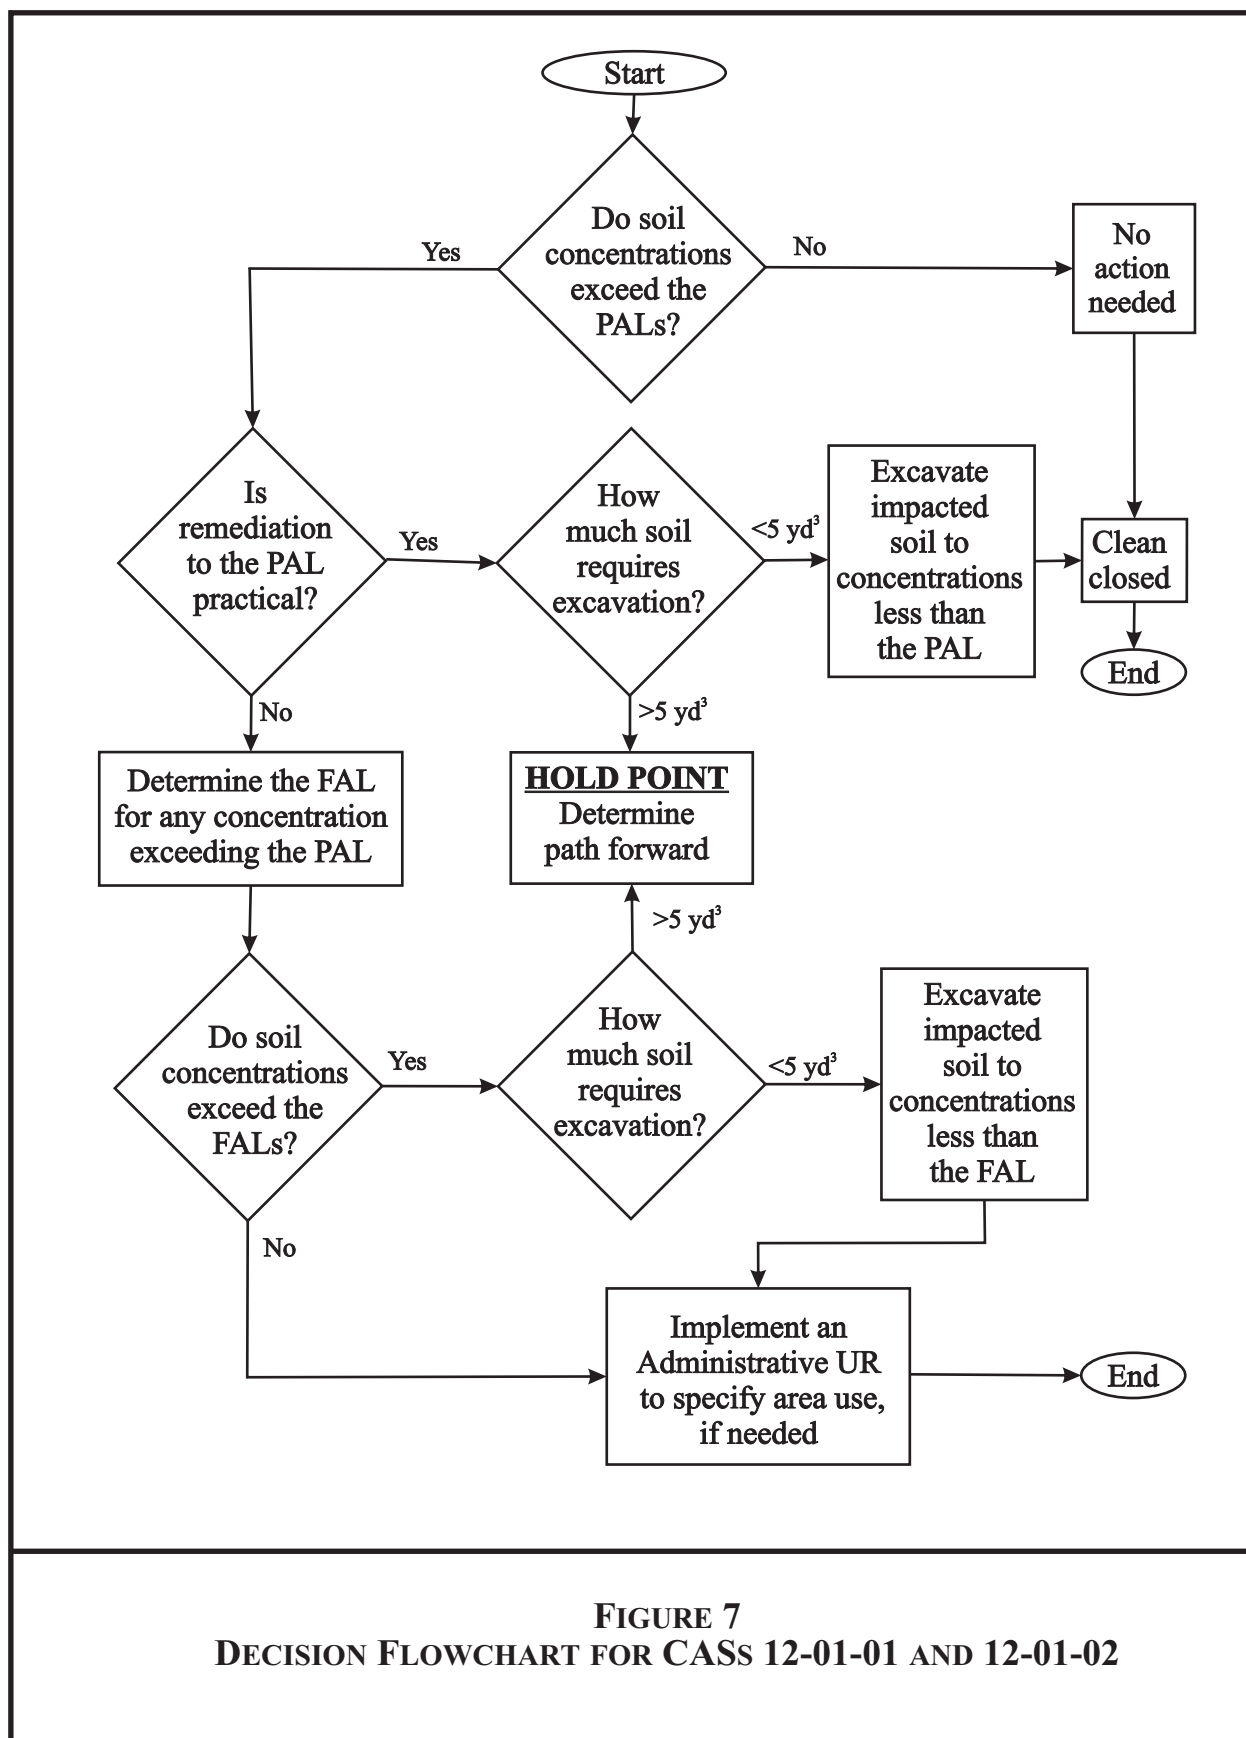 Start
Do soil
concentrations
exceed the
PALs?
Yes
No
No
action
needed
Is
remediation
to the PAL
practical?
Yes
How
much soil
requires
excavation?
<5 yd³
Excavate
impacted
soil to
concentrations
less than
the PAL
Clean
closed
End
No
>5 yd³
Determine the FAL
for any concentration
exceeding the PAL
HOLD POINT
Determine
path forward
>5 yd³
Do soil
concentrations
exceed the
FALs?
Yes
How
much soil
requires
excavation?
<5 yd³
Excavate
impacted
soil to
concentrations
less than
the FAL
No
Implement an
Administrative UR
to specify area use,
if needed
End
FIGURE 7
DECISION FLOWCHART FOR CASS 12-01-01 AND 12-01-02